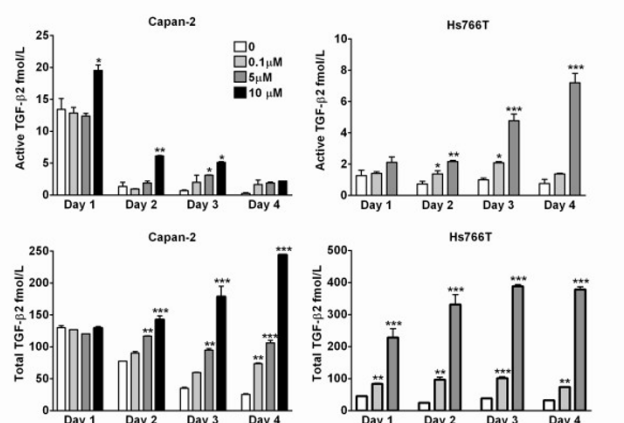 Capan-2
Active TGF-β2 fmol/L
25
20
15
10
5
0
0
0.1μM
5μM
10 μM
*
**
*
*
Day 1
Day 2
Day 3
Day 4
Hs766T
Active TGF-β2 fmol/L
10
8
6
4
2
0
*
**
*
***
***
Day 1
Day 2
Day 3
Day 4
Capan-2
Total TGF-β2 fmol/L
250
200
150
100
50
0
**
***
**
***
**
***
***
Day 1
Day 2
Day 3
Day 4
Hs766T
Total TGF-β2 fmol/L
500
400
300
200
100
0
**
***
**
***
***
***
**
***
Day 1
Day 2
Day 3
Day 4